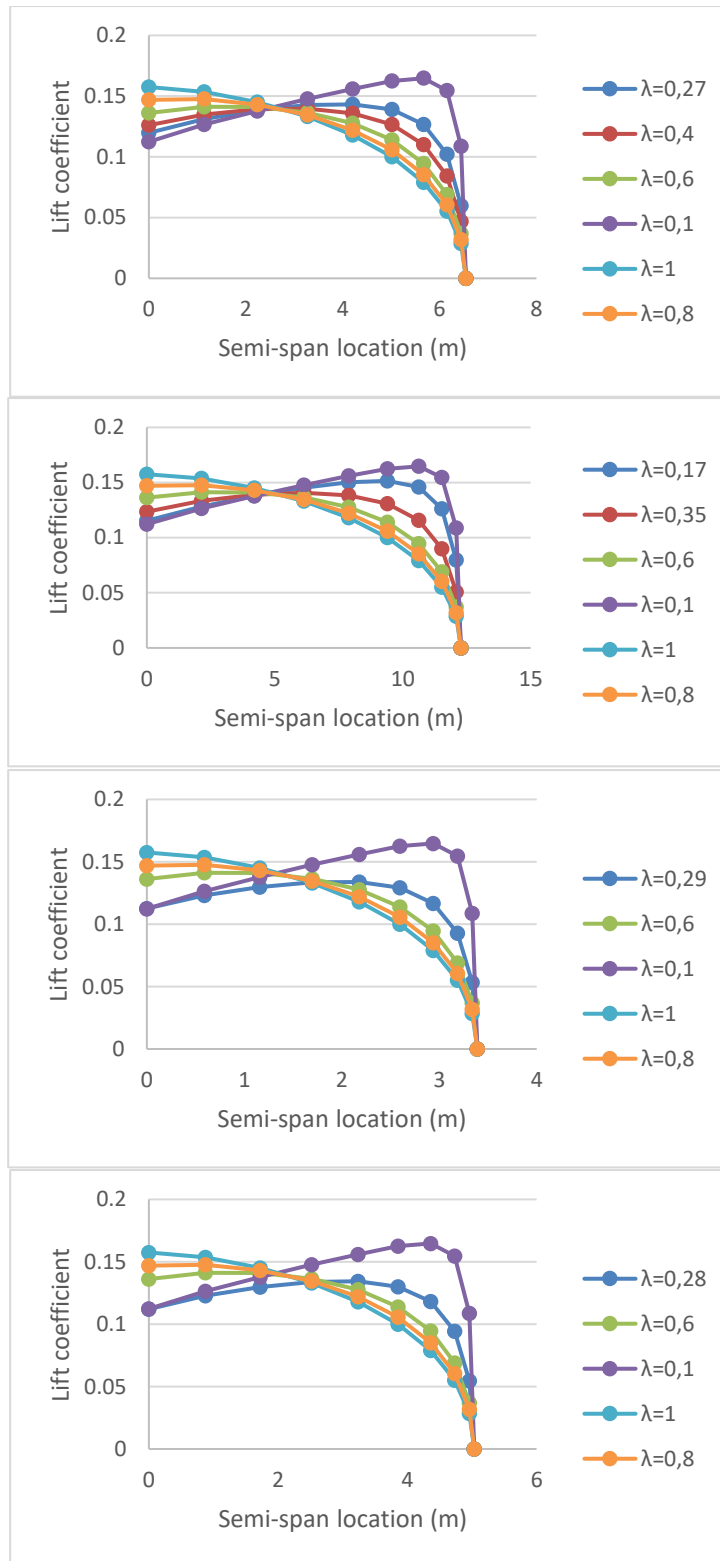 0.2
0.15
0.1
0.05
0
Lift coefficient
0 2 4 6 8
Semi-span location (m)
λ=0,27
λ=0,4
λ=0,6
λ=0,1
λ=1
λ=0,8
0.2
0.15
0.1
0.05
0
Lift coefficient
0 5 10 15
Semi-span location (m)
λ=0,17
λ=0,35
λ=0,6
λ=0,1
λ=1
λ=0,8
0.2
0.15
0.1
0.05
0
Lift coefficient
0 1 2 3 4
Semi-span location (m)
λ=0,29
λ=0,6
λ=0,1
λ=1
λ=0,8
0.2
0.15
0.1
0.05
0
Lift coefficient
0 2 4 6
Semi-span location (m)
λ=0,28
λ=0,6
λ=0,1
λ=1
λ=0,8